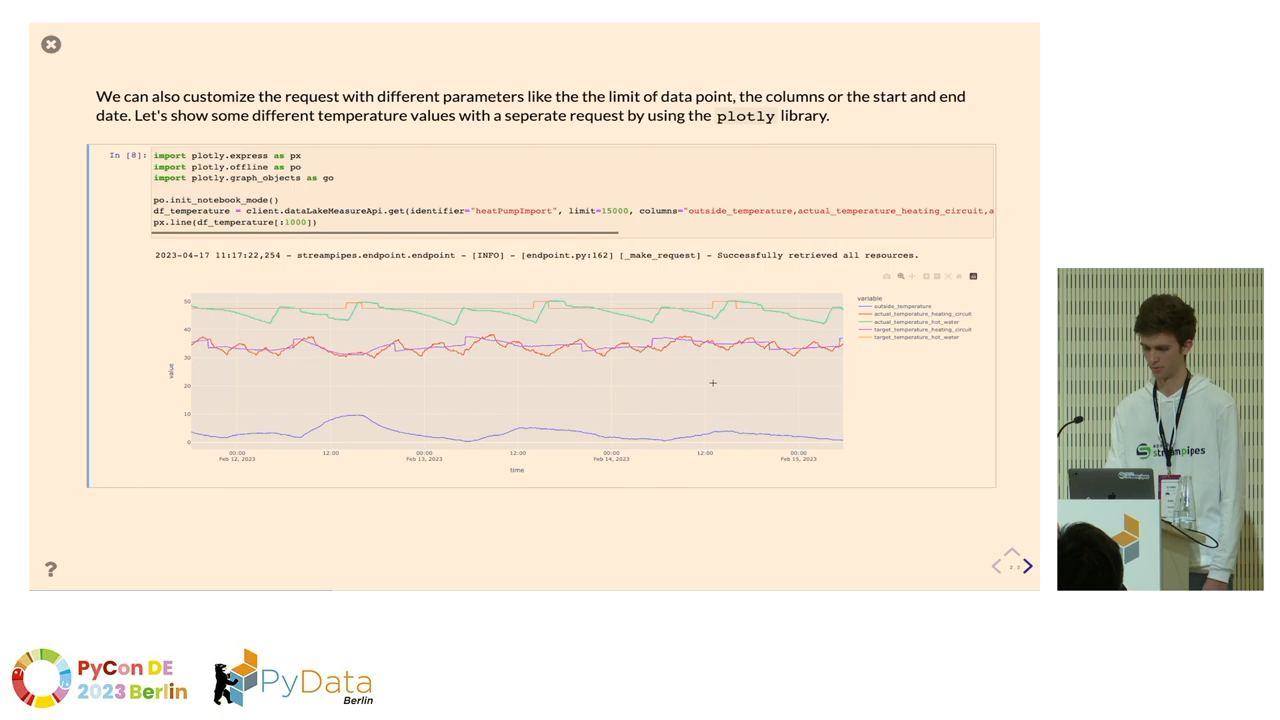 We can also customize the request with different parameters like the the limit of data point, the columns or the start and end
date. Let's show some different temperature values with a seperate request by using the plotly library.
In [8]:
import plotly.express as px
import plotly.offline as po
import plotly.graph_objects as go
po.init_notebook_mode()
df_temperature = client.dataLakeMeasureApi.get(identifier="heatPumpImport", limit=15000, columns="outside_temperature,actual_temperature_heating_circuit,a
px.line(df_temperature[:1000])
2023-04-17 11:17:22,254 - streampipes.endpoint.endpoint - [INFO] - [endpoint.py:162] [_make_request] - Successfully retrieved all resources.
variable
outside_temperature
actual_temperature_heating_circuit
actual_temperature_hot_water
target_temperature_heating_circuit
target_temperature_hot_water
50
40
30
20
10
0
value
00:00 12:00 00:00 12:00 00:00 12:00 00:00
Feb 12, 2023 Feb 13, 2023 Feb 14, 2023 Feb 15, 2023
time
?
2.2
streampipes
PyCon DE
2023 Berlin
PyData
Berlin